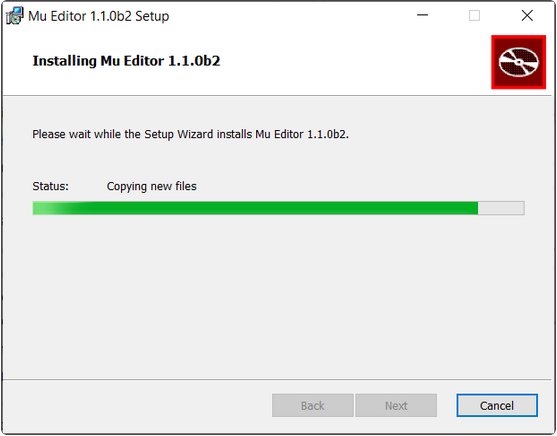 Mu Editor 1.1.0b2 Setup
Installing Mu Editor 1.1.0b2
Please wait while the Setup Wizard installs Mu Editor 1.1.0b2.
Status: Copying new files
Back Next Cancel